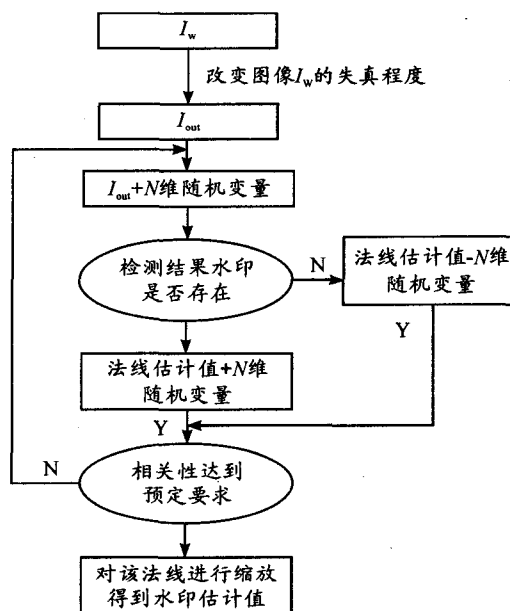 I_w
改变图像I_w的失真程度
I_out
I_out+N维随机变量
检测结果水印
是否存在
N
法线估计值-N维
随机变量
Y
法线估计值+N维
随机变量
Y
N
相关性达到
预定要求
对该法线进行缩放
得到水印估计值